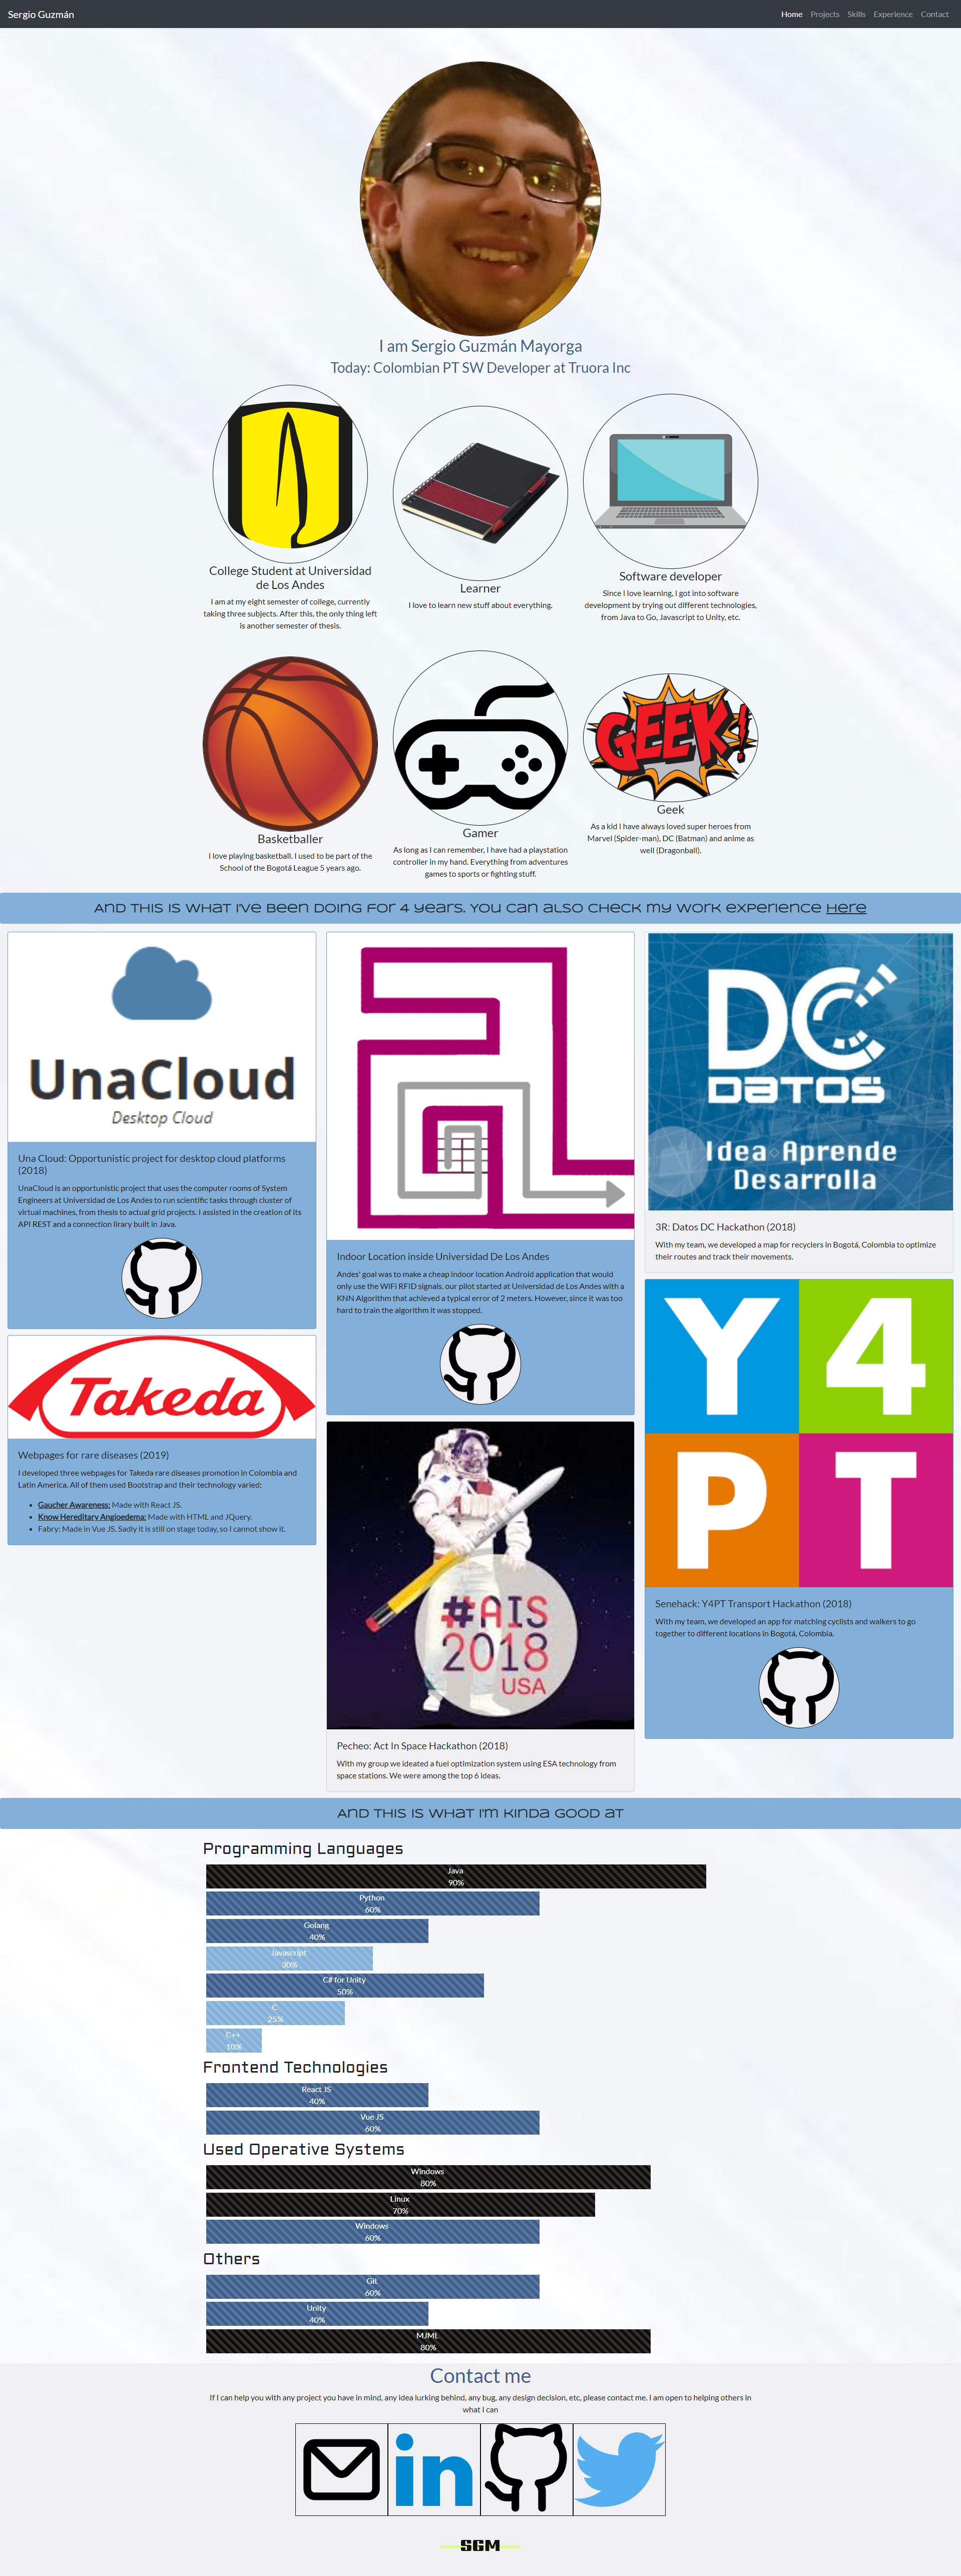 Sergio Guzmán
Home Projects Skills Experience Contact
I am Sergio Guzmán Mayorga
Today: Colombian PT SW Developer at Truora Inc
College Student at Universidad
de Los Andes
I am at my eight semester of college, currently
taking three subjects. After this, the only thing left
is another semester of thesis.
Learner
I love to learn new stuff about everything.
Software developer
Since I love learning, I got into software
development by trying out different technologies,
from Java to Go, Javascript to Unity, etc.
GEEK!
Basketballer
I love playing basketball. I used to be part of the
School of the Bogotá League 5 years ago.
Gamer
As long as I can remember, I have had a playstation
controller in my hand. Everything from adventures
games to sports or fighting stuff.
Geek
As a kid I have always loved super heroes from
Marvel (Spider-man), DC (Batman) and anime as
well (Dragonball).
And this is what I've been doing for 4 years. You can also check my work experience Here
UnaCloud
Desktop Cloud
Una Cloud: Opportunistic project for desktop cloud platforms
(2018)
UnaCloud is an opportunistic project that uses the computer rooms of System
Engineers at Universidad de Los Andes to run scientific tasks through cluster of
virtual machines, from thesis to actual grid projects. I assisted in the creation of its
API REST and a connection lirary built in Java.
Takeda
Webpages for rare diseases (2019)
I developed three webpages for Takeda rare diseases promotion in Colombia and
Latin America. All of them used Bootstrap and their technology varied:
Gaucher Awareness: Made with React JS.
Know Hereditary Angioedema: Made with HTML and JQuery.
Fabry: Made in Vue JS. Sadly it is still on stage today, so I cannot show it.
Indoor Location inside Universidad De Los Andes
Andes' goal was to make a cheap indoor location Android application that would
only use the WiFi RFID signals. our pilot started at Universidad de Los Andes with a
KNN Algorithm that achieved a typical error of 2 meters. However, since it was too
hard to train the algorithm it was stopped.
#AIS
2018
USA
Pecheo: Act In Space Hackathon (2018)
With my group we ideated a fuel optimization system using ESA technology from
space stations. We were among the top 6 ideas.
DC
DATOS
Idea Aprende
Desarrolla
3R: Datos DC Hackathon (2018)
With my team, we developed a map for recyclers in Bogotá, Colombia to optimize
their routes and track their movements.
Y4
PT
Senehack: Y4PT Transport Hackathon (2018)
With my team, we developed an app for matching cyclists and walkers to go
together to different locations in Bogotá, Colombia.
And this is what I'm kinda good at
Programming Languages
Java
90%
Python
60%
Golang
40%
Javascript
30%
C# for Unity
50%
C
25%
C++
10%
Frontend Technologies
React JS
40%
Vue JS
60%
Used Operative Systems
Windows
80%
Linux
70%
Windows
60%
Others
Git
60%
Unity
40%
MJML
80%
Contact me
If I can help you with any project you have in mind, any idea lurking behind, any bug, any design decision, etc, please contact me. I am open to helping others in
what I can
in
SGM